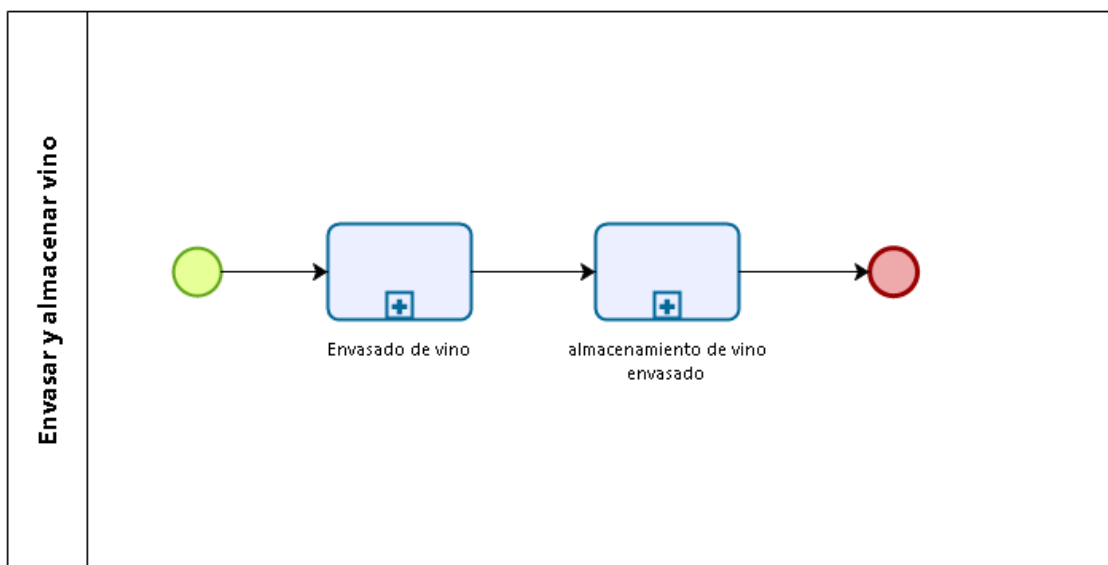 Envasar y almacenar vino
Envasado de vino
almacenamiento de vino
envasado